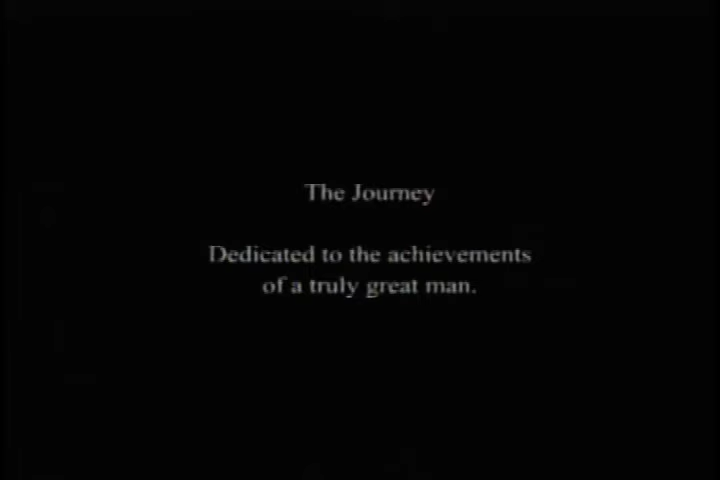 The Journey
Dedicated to the achievements
of a truly great man.